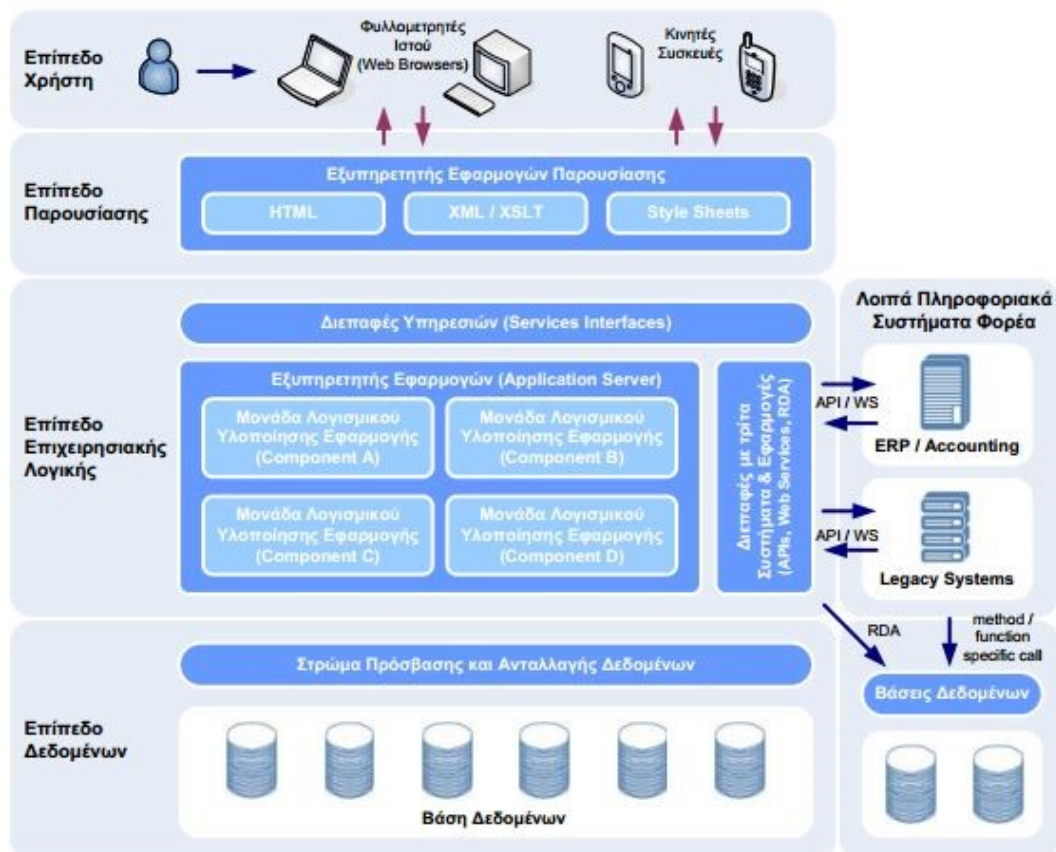 Επίπεδο
Χρήστη
Φυλλομετρητές
Ιστού
(Web Browsers)
Κινητές
Συσκευές
Επίπεδο
Παρουσίασης
Εξυπηρετητής Εφαρμογών Παρουσίασης
HTML
XML / XSLT
Style Sheets
Επίπεδο
Επιχειρησιακής
Λογικής
Διεπαφές Υπηρεσιών (Services Interfaces)
Εξυπηρετητής Εφαρμογών (Application Server)
Μονάδα Λογισμικού
Υλοποίησης Εφαρμογής
(Component A)
Μονάδα Λογισμικού
Υλοποίησης Εφαρμογής
(Component B)
Μονάδα Λογισμικού
Υλοποίησης Εφαρμογής
(Component C)
Μονάδα Λογισμικού
Υλοποίησης Εφαρμογής
(Component D)
Διεπαφές με τρίτα
Συστήματα & Εφαρμογές
(APIs, Web Services, RDA)
Λοιπά Πληροφοριακά
Συστήματα Φορέα
API / WS
ERP / Accounting
API / WS
Legacy Systems
RDA
method /
function
specific call
Επίπεδο
Δεδομένων
Στρώμα Πρόσβασης και Ανταλλαγής Δεδομένων
Βάση Δεδομένων
Βάσεις Δεδομένων